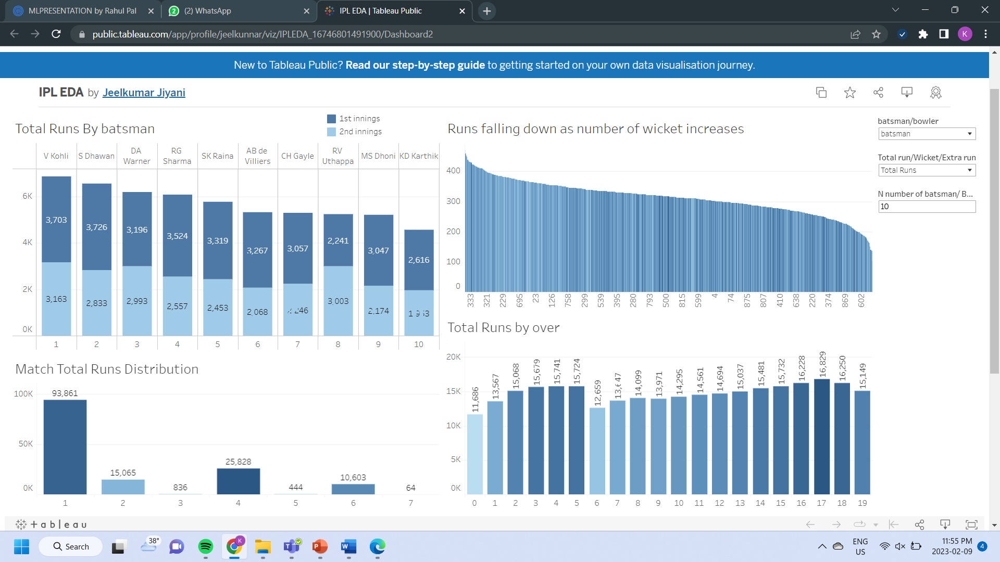 MLPRESENTATION by Rahul Pal
(2) WhatsApp
IPL EDA | Tableau Public
public.tableau.com/app/profile/jeelkunnar/viz/IPLEDA_16746801491900/Dashboard2
K
New to Tableau Public? Read our step-by-step guide to getting started on your own data visualisation journey.
IPL EDA by Jeelkumar Jiyani
Total Runs By batsman
1st innings
2nd innings
V Kohli S Dhawan DA Warner RG Sharma SK Raina AB de Villiers CH Gayle RV Uthappa MS Dhoni KD Karthik
6K
4K
2K
0K
3,703 3,726 3,196 3,524 3,319 3,267 3,057 2,241 3,047 2,616
3,163 2,833 2,993 2,557 2,453 2,068 3,003 2,174
1 2 3 4 5 6 7 8 9 10
Runs falling down as number of wicket increases
400
300
200
100
0
333 321 229 695 23 126 758 299 539 395 280 793 500 815 599 4 74 875 807 410 638 220 374 869 602
batsman/bowler
batsman
Total run/Wicket/Extra run
Total Runs
N number of batsman/ B...
10
Match Total Runs Distribution
100K
50K
0K
93,861 15,065 836 25,828 444 10,603 64
1 2 3 4 5 6 7
Total Runs by over
20K
15K
10K
5K
0K
11,686 13,567 15,068 15,679 15,741 15,724 12,659 13,647 14,099 13,971 14,295 14,561 14,694 15,037 15,481 15,732 16,228 16,829 16,250 15,149
0 1 2 3 4 5 6 7 8 9 10 11 12 13 14 15 16 17 18 19
+ a b | e a u
Search
38°
K
ENG
US
11:55 PM
2023-02-09
4